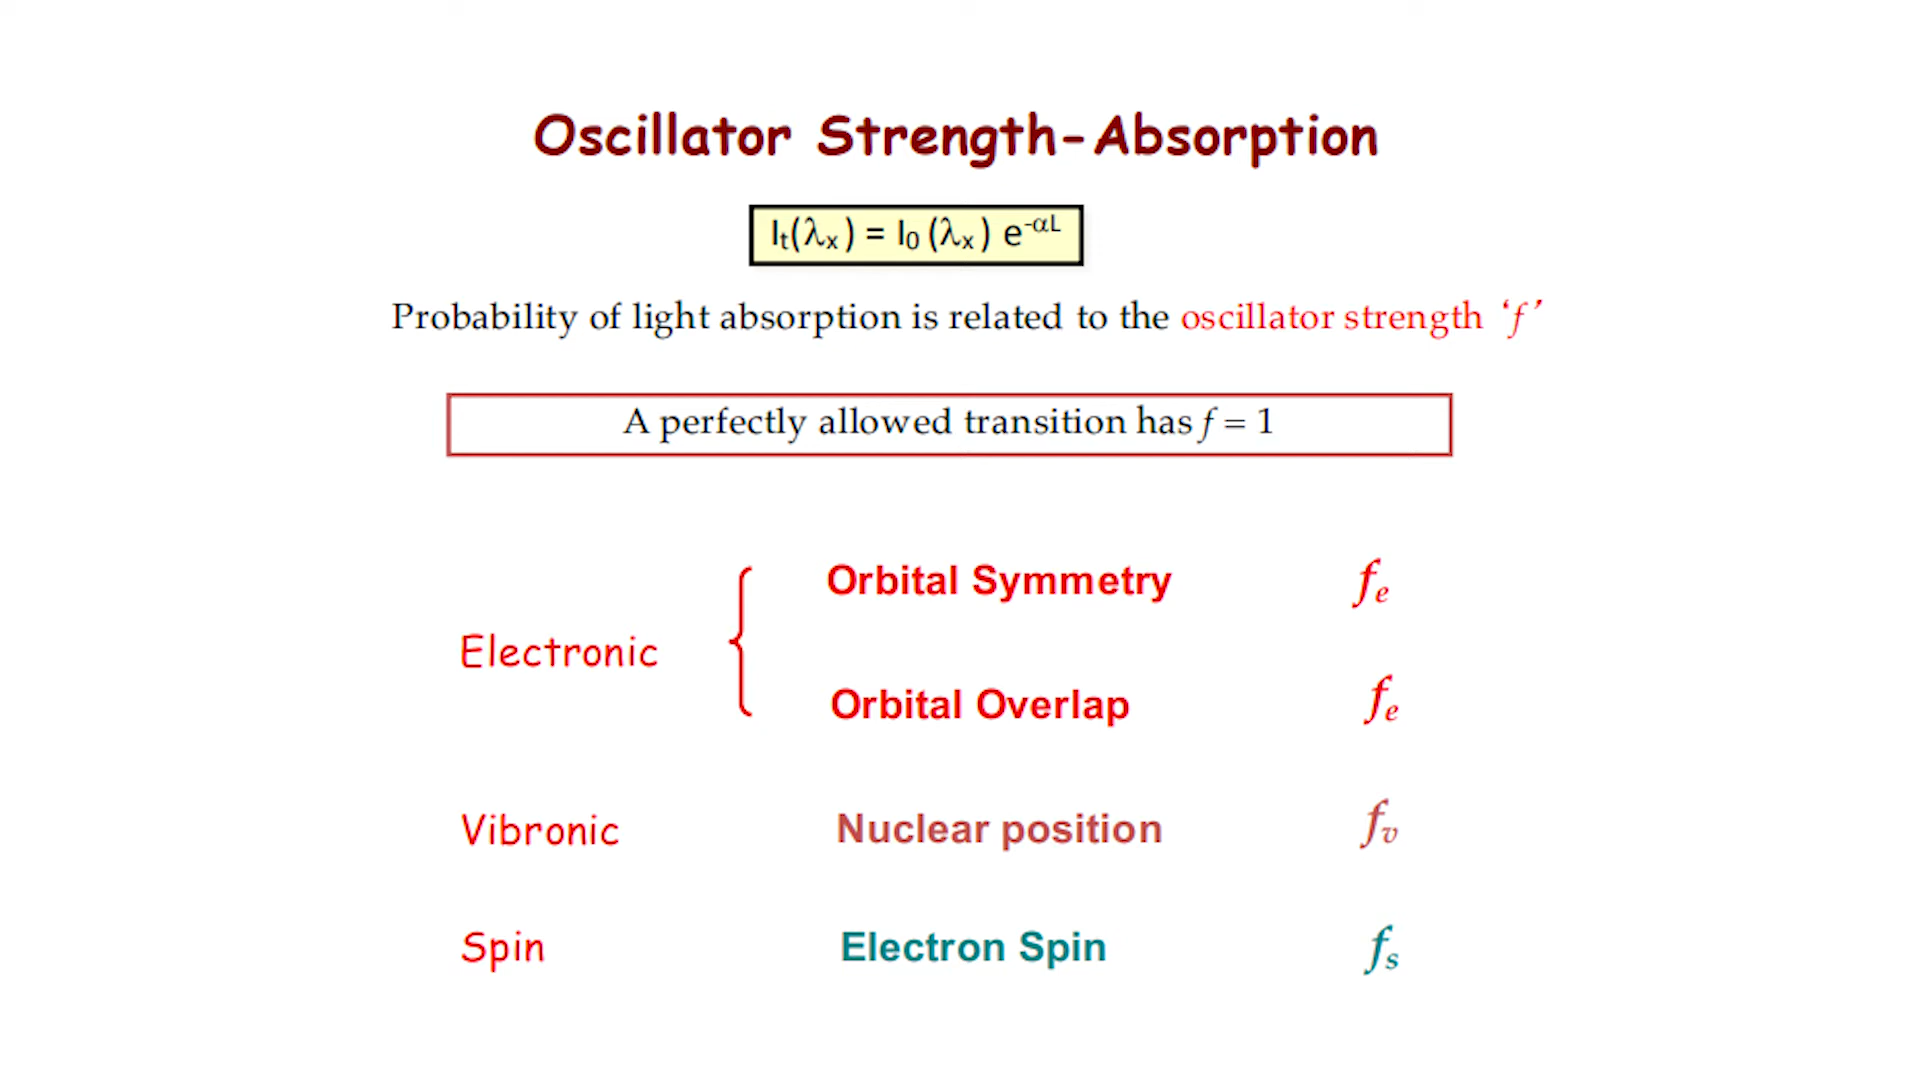 Oscillator Strength-Absorption
Iₜ(λₓ) = I₀ (λₓ) e^-αL
Probability of light absorption is related to the oscillator strength ‘f’
A perfectly allowed transition has f = 1
Orbital Symmetry fₑ
Electronic
Orbital Overlap fₑ
Vibronic Nuclear position fᵥ
Spin Electron Spin fₛ